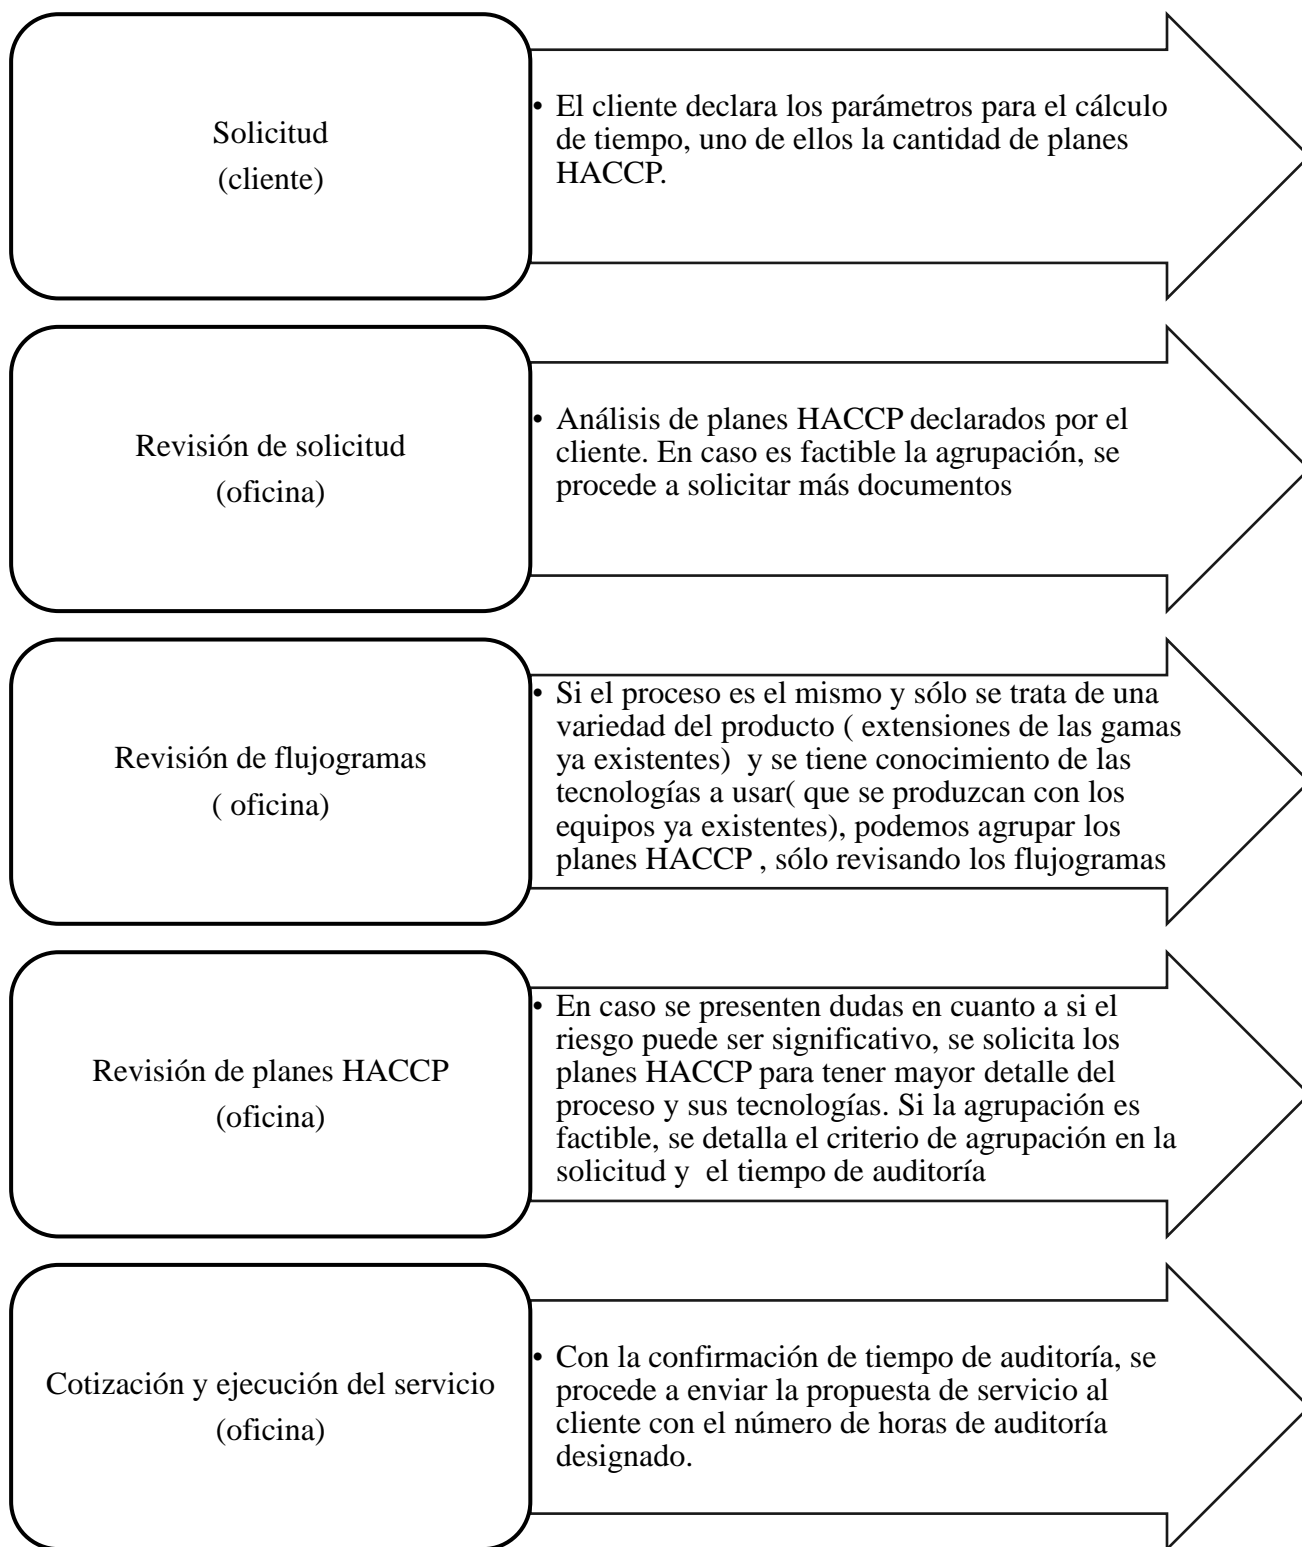 Solicitud
(cliente)
• El cliente declara los parámetros para el cálculo
de tiempo, uno de ellos la cantidad de planes
HACCP.
Revisión de solicitud
(oficina)
• Análisis de planes HACCP declarados por el
cliente. En caso es factible la agrupación, se
procede a solicitar más documentos
Revisión de flujogramas
( oficina)
• Si el proceso es el mismo y sólo se trata de una
variedad del producto ( extensiones de las gamas
ya existentes)  y se tiene conocimiento de las
tecnologías a usar( que se produzcan con los
equipos ya existentes), podemos agrupar los
planes HACCP , sólo revisando los flujogramas
Revisión de planes HACCP
(oficina)
• En caso se presenten dudas en cuanto a si el
riesgo puede ser significativo, se solicita los
planes HACCP para tener mayor detalle del
proceso y sus tecnologías. Si la agrupación es
factible, se detalla el criterio de agrupación en la
solicitud y  el tiempo de auditoría
Cotización y ejecución del servicio
(oficina)
• Con la confirmación de tiempo de auditoría, se
procede a enviar la propuesta de servicio al
cliente con el número de horas de auditoría
designado.